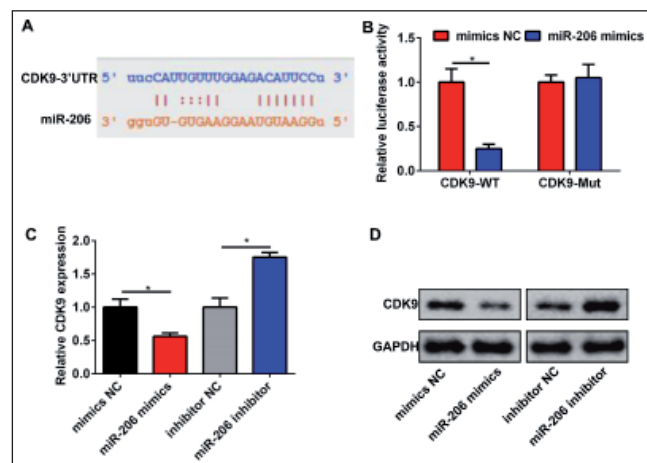 A
CDK9-3'UTR 5' uucCAUUGUUUGGAGACAUUCCu 3'
miR-206 3' gguGU-GUGAAGGAAUGUAAGGu 5'
B
mimics NC miR-206 mimics
Relative luciferase activity
1.5
1.0
0.5
0.0
*
CDK9-WT CDK9-Mut
C
Relative CDK9 expression
2.0
1.5
1.0
0.5
0.0
*
*
mimics NC
miR-206 mimics
inhibitor NC
miR-206 inhibitor
D
CDK9
GAPDH
mimics NC
miR-206 mimics
inhibitor NC
miR-206 inhibitor